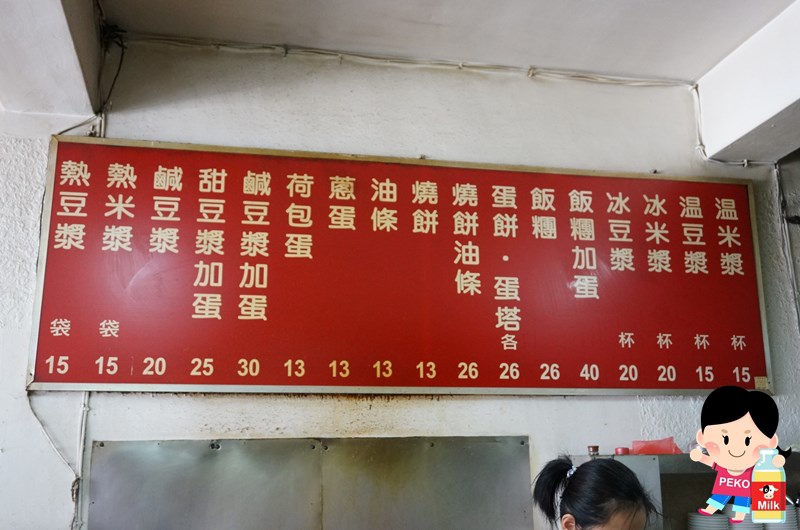 熱豆漿 袋 15
熱米漿 袋 15
鹹豆漿 20
甜豆漿加蛋 25
鹹豆漿加蛋 30
荷包蛋 13
蔥蛋 13
油條 13
燒餅 13
燒餅油條 26
蛋餅・蛋塔 各 26
飯糰 26
飯糰加蛋 40
冰豆漿 杯 20
冰米漿 杯 20
温豆漿 杯 15
温米漿 杯 15
PEKO
Milk